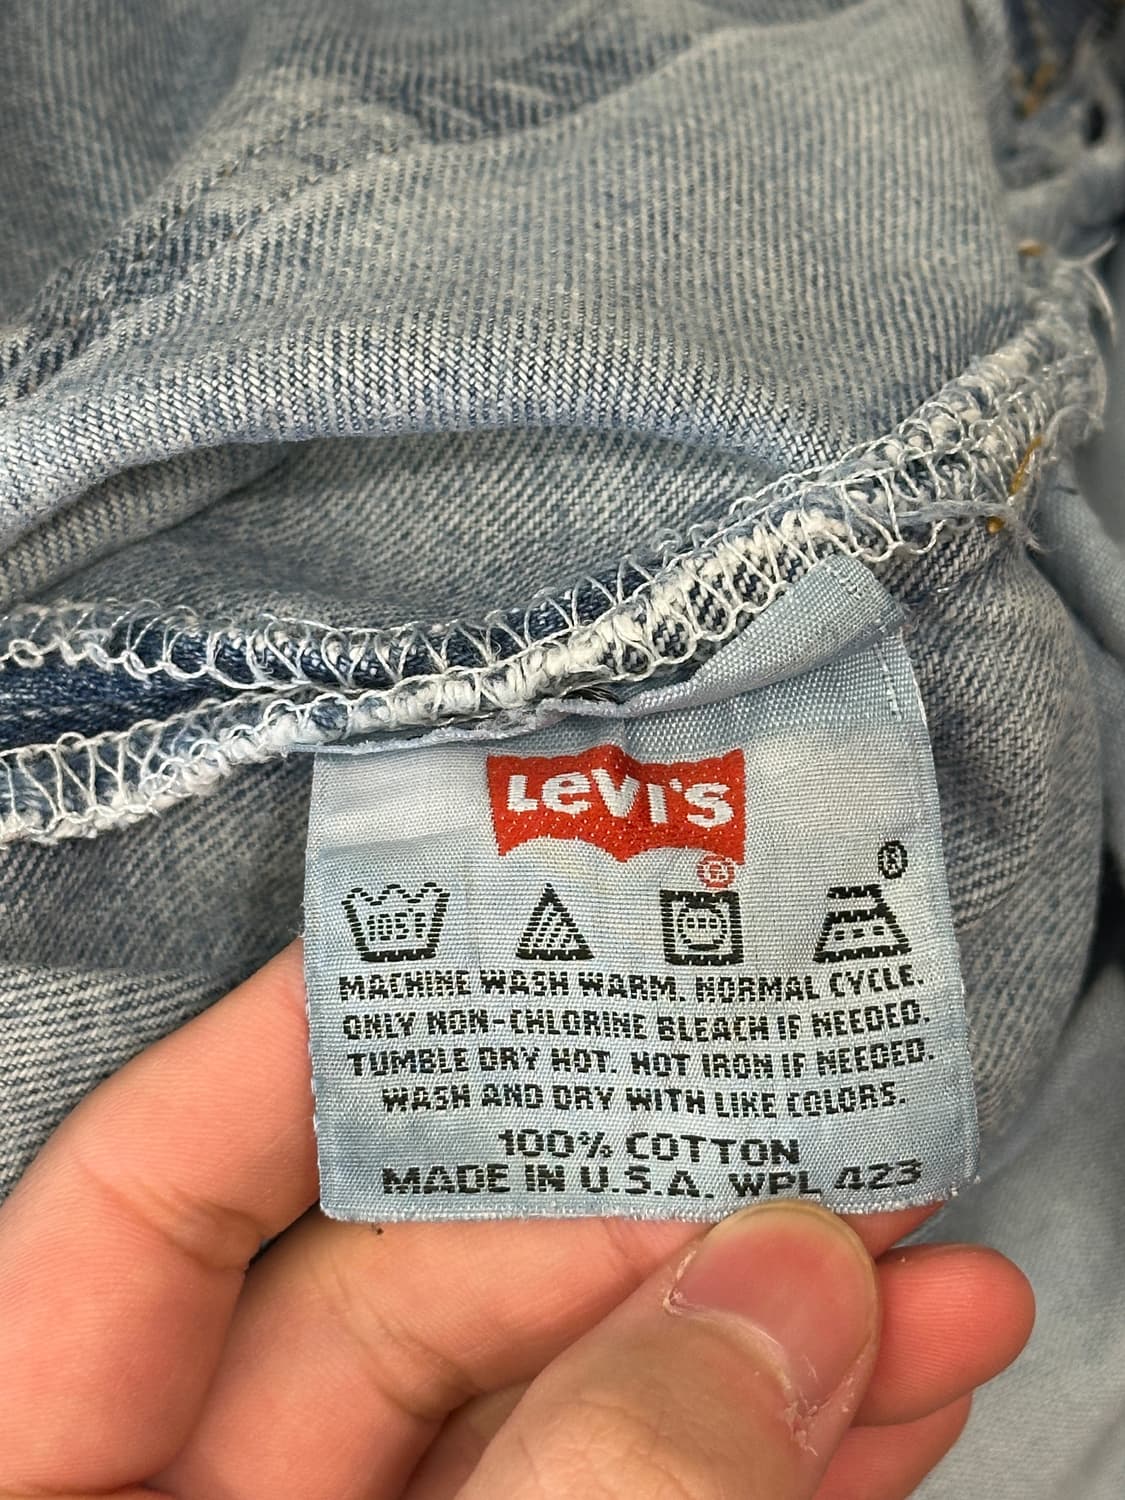 LEVI'S
®
®
105°F
MACHINE WASH WARM. NORMAL CYCLE.
ONLY NON-CHLORINE BLEACH IF NEEDED.
TUMBLE DRY HOT. HOT IRON IF NEEDED.
WASH AND DRY WITH LIKE COLORS.
100% COTTON
MADE IN U.S.A. WPL 423